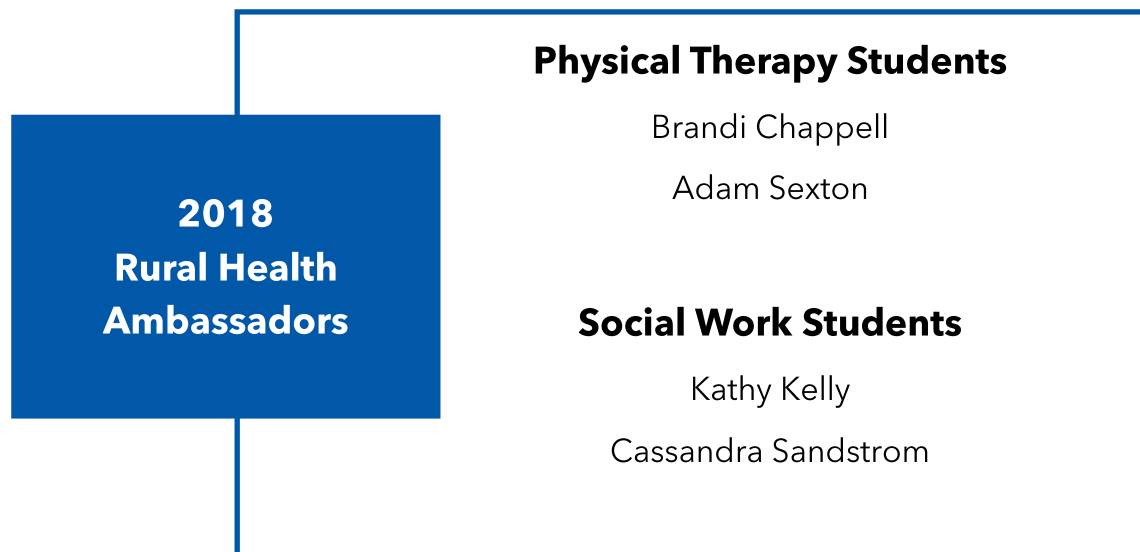 2018
Rural Health
Ambassadors
Physical Therapy Students
Brandi Chappell
Adam Sexton
Social Work Students
Kathy Kelly
Cassandra Sandstrom